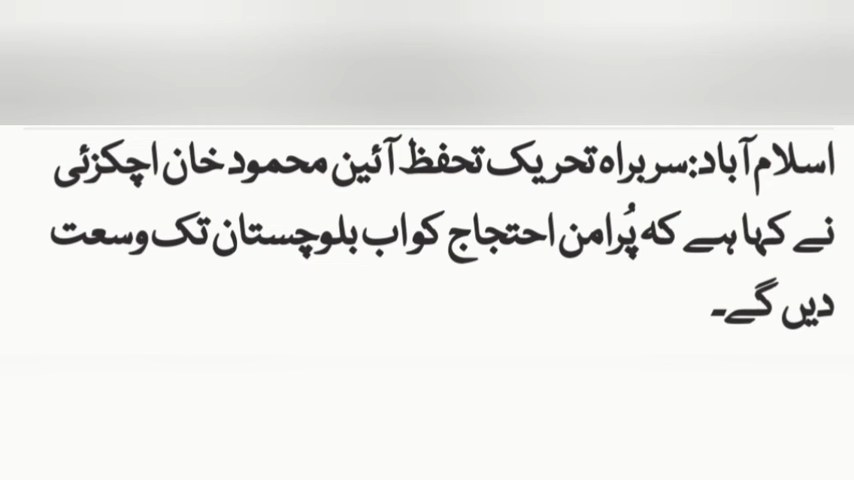 اسلام آباد:سربراہ تحریک تحفظ آئین محمود خان اچکزئی
نے کہا ہے کہ پُرامن احتجاج کو اب بلوچستان تک وسعت
دیں گے۔